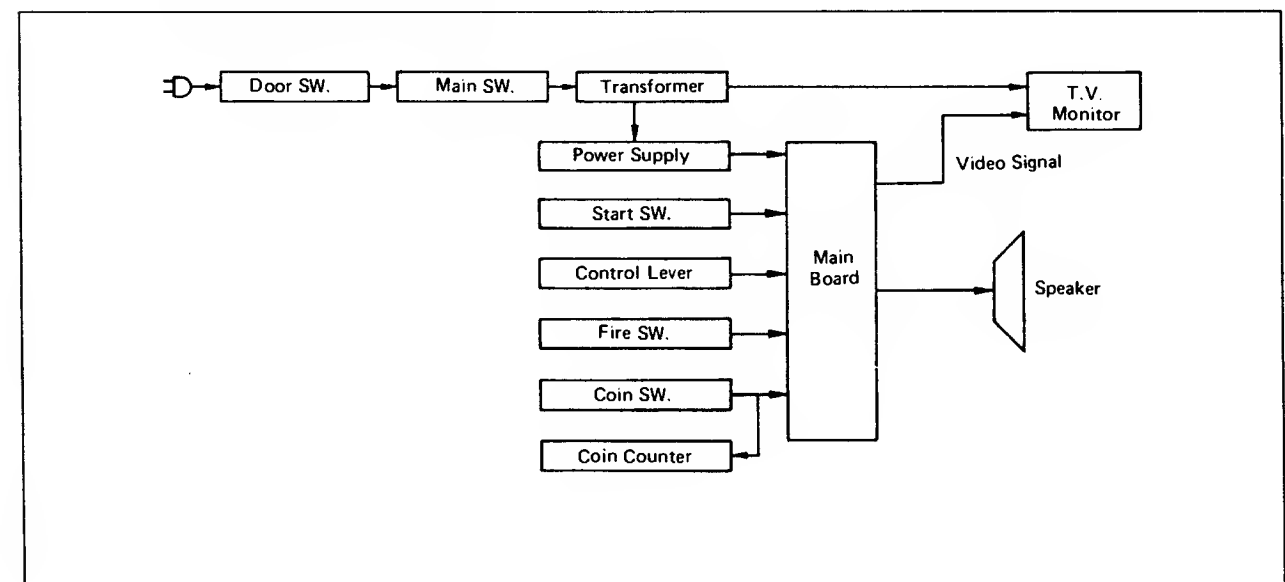 Door SW.
Main SW.
Transformer
T.V.
Monitor
Power Supply
Video Signal
Start SW.
Main
Board
Control Lever
Speaker
Fire SW.
Coin SW.
Coin Counter